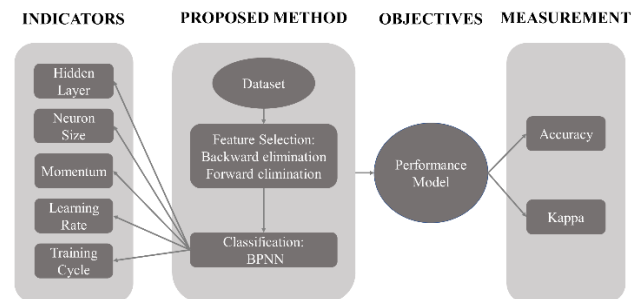 INDICATORS
PROPOSED METHOD
OBJECTIVES
MEASUREMENT
Hidden
Layer
Neuron
Size
Momentum
Learning
Rate
Training
Cycle
Dataset
Feature Selection:
Backward elimination
Forward elimination
Classification:
BPNN
Performance
Model
Accuracy
Kappa